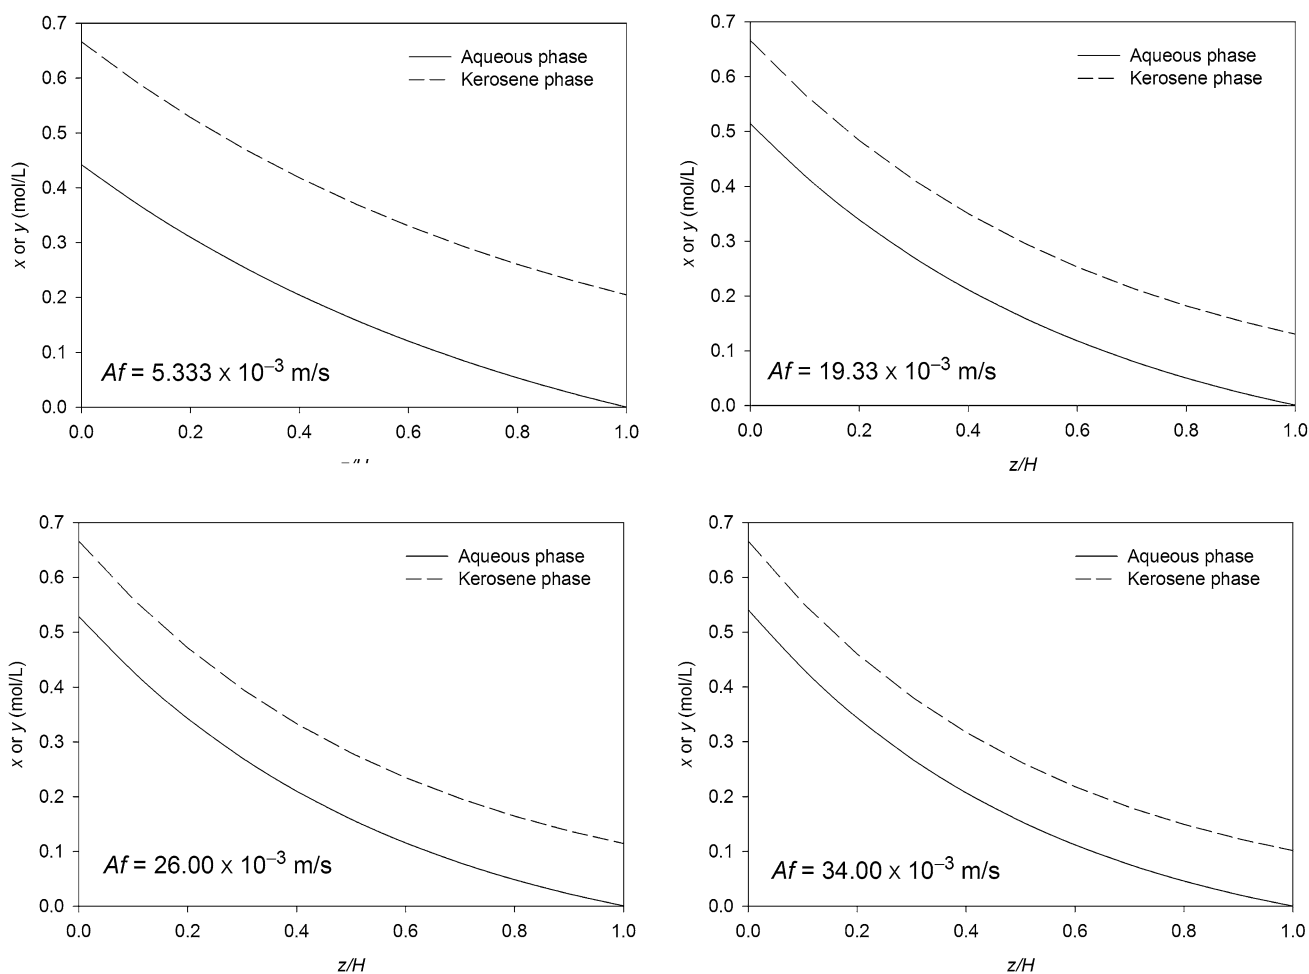 0.7
0.6
0.5
0.4
0.3
0.2
0.1
0.0
x or y (mol/L)
Aqueous phase
Kerosene phase
Af = 5.333 x 10⁻³ m/s
0.0 0.2 0.4 0.6 0.8 1.0
0.7
0.6
0.5
0.4
0.3
0.2
0.1
0.0
x or y (mol/L)
Aqueous phase
Kerosene phase
Af = 19.33 x 10⁻³ m/s
0.0 0.2 0.4 0.6 0.8 1.0
z/H
0.7
0.6
0.5
0.4
0.3
0.2
0.1
0.0
x or y (mol/L)
Aqueous phase
Kerosene phase
Af = 26.00 x 10⁻³ m/s
0.0 0.2 0.4 0.6 0.8 1.0
z/H
0.7
0.6
0.5
0.4
0.3
0.2
0.1
0.0
x or y (mol/L)
Aqueous phase
Kerosene phase
Af = 34.00 x 10⁻³ m/s
0.0 0.2 0.4 0.6 0.8 1.0
z/H